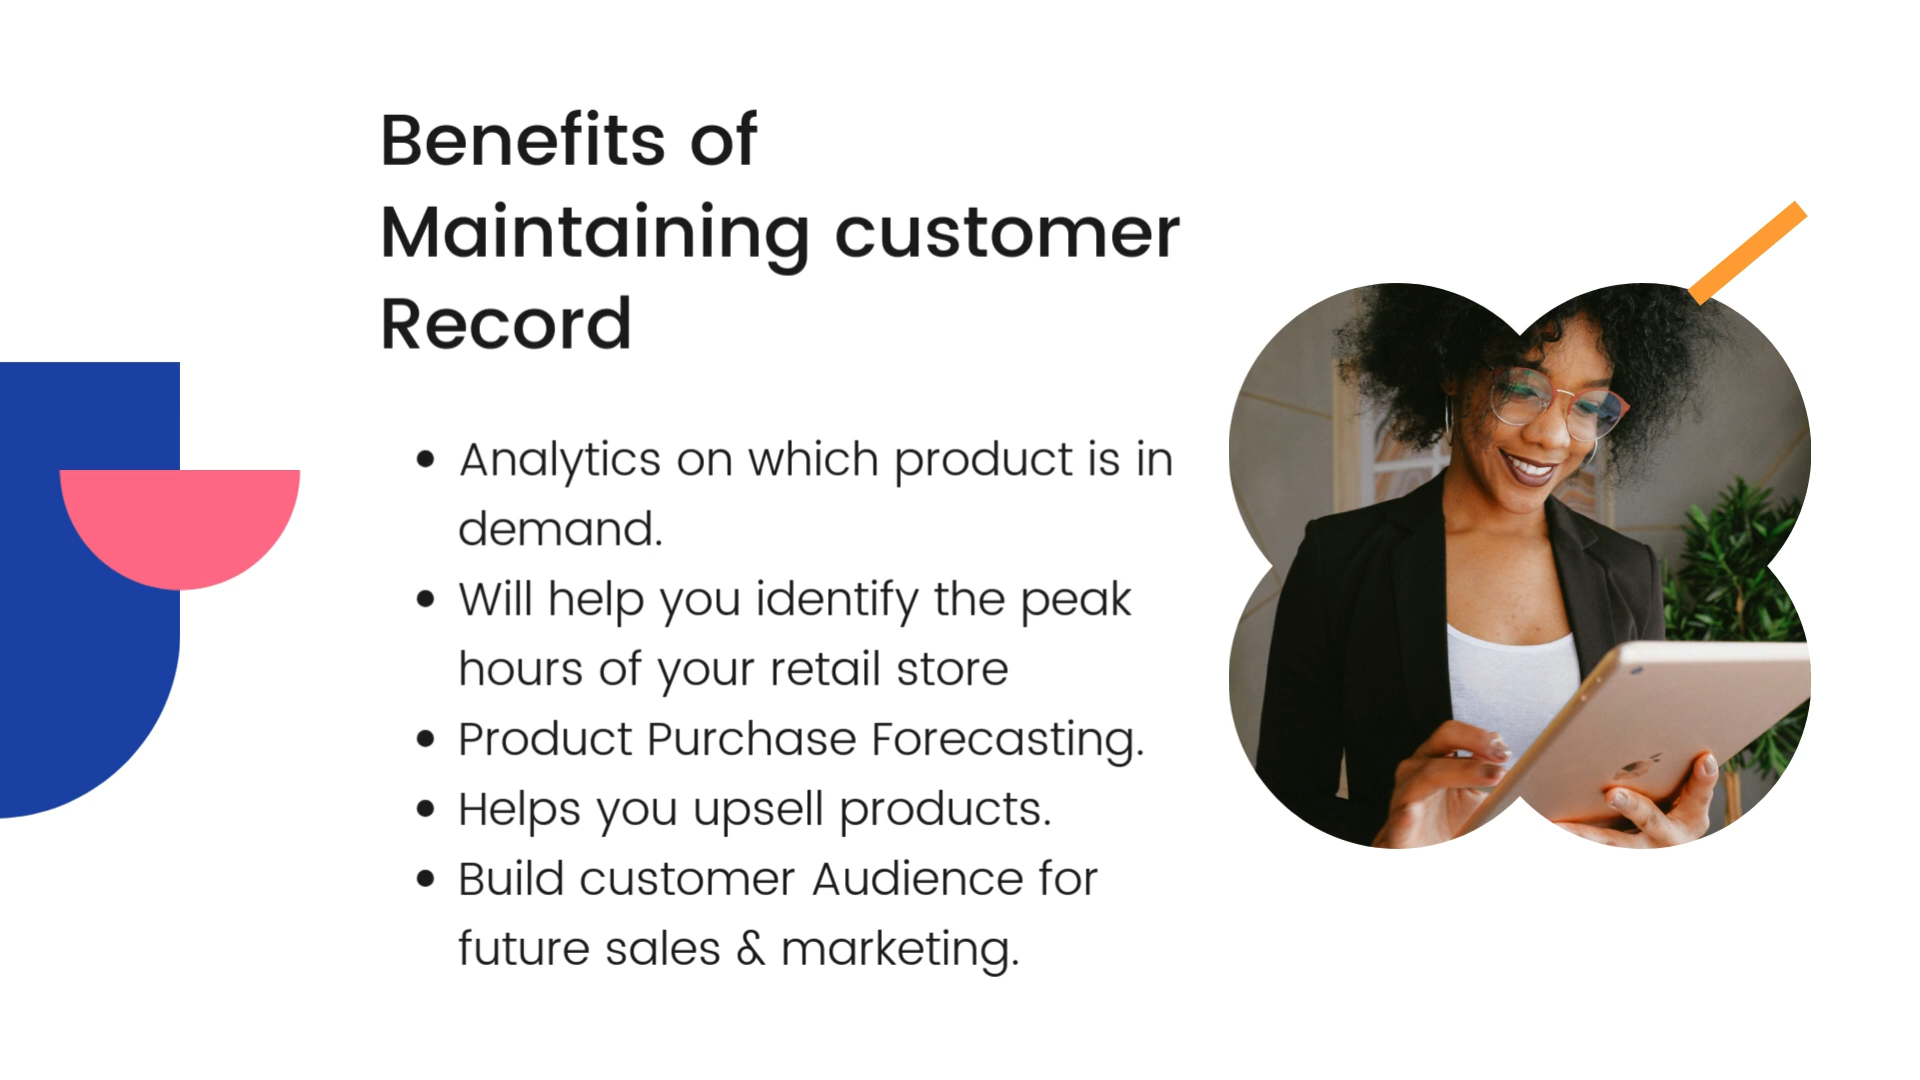 Benefits of
Maintaining customer
Record
• Analytics on which product is in
demand.
• Will help you identify the peak
hours of your retail store
• Product Purchase Forecasting.
• Helps you upsell products.
• Build customer Audience for
future sales & marketing.